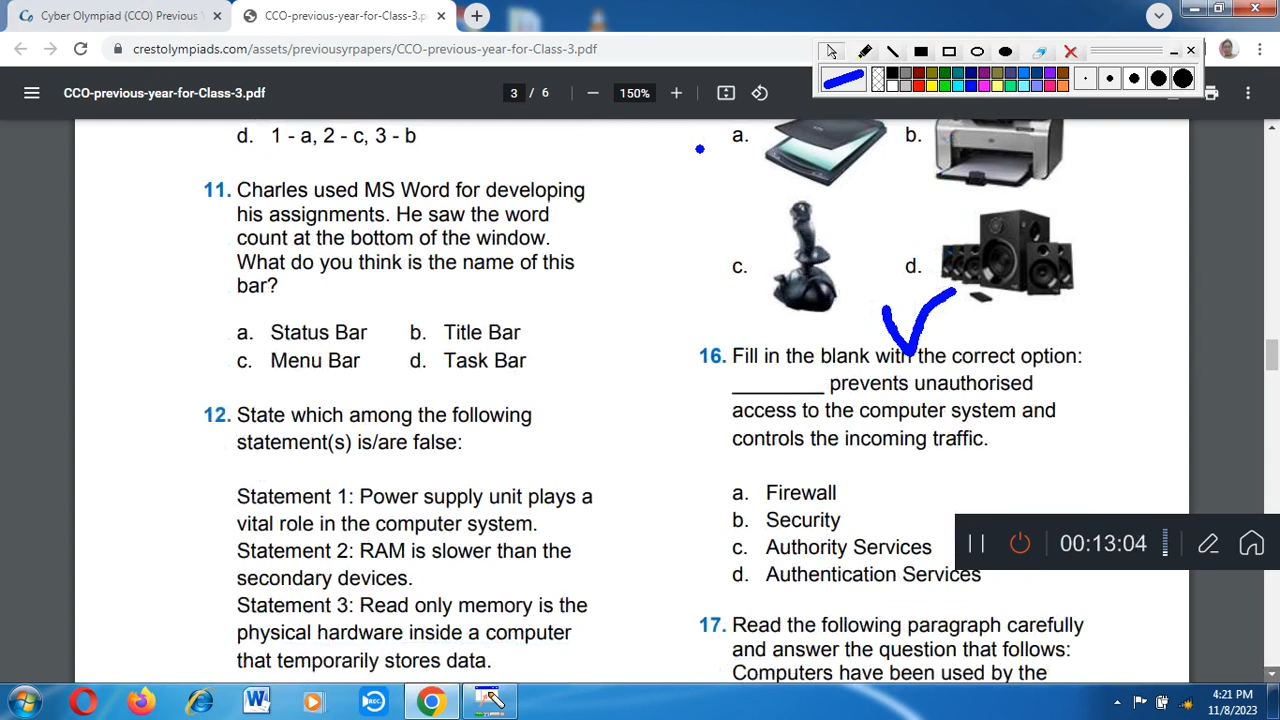 Cyber Olympiad (CCO) Previous Y
CCO-previous-year-for-Class-3.p
crestolympiads.com/assets/previousyrpapers/CCO-previous-year-for-Class-3.pdf
CCO-previous-year-for-Class-3.pdf
3 / 6
150%
d. 1 - a, 2 - c, 3 - b
11. Charles used MS Word for developing
his assignments. He saw the word
count at the bottom of the window.
What do you think is the name of this
bar?
a. Status Bar b. Title Bar
c. Menu Bar d. Task Bar
12. State which among the following
statement(s) is/are false:
Statement 1: Power supply unit plays a
vital role in the computer system.
Statement 2: RAM is slower than the
secondary devices.
Statement 3: Read only memory is the
physical hardware inside a computer
that temporarily stores data.
a. b.
c. d.
16. Fill in the blank with the correct option:
________ prevents unauthorised
access to the computer system and
controls the incoming traffic.
a. Firewall
b. Security
c. Authority Services
d. Authentication Services
17. Read the following paragraph carefully
and answer the question that follows:
Computers have been used by the
00:13:04
REC
4:21 PM
11/8/2023